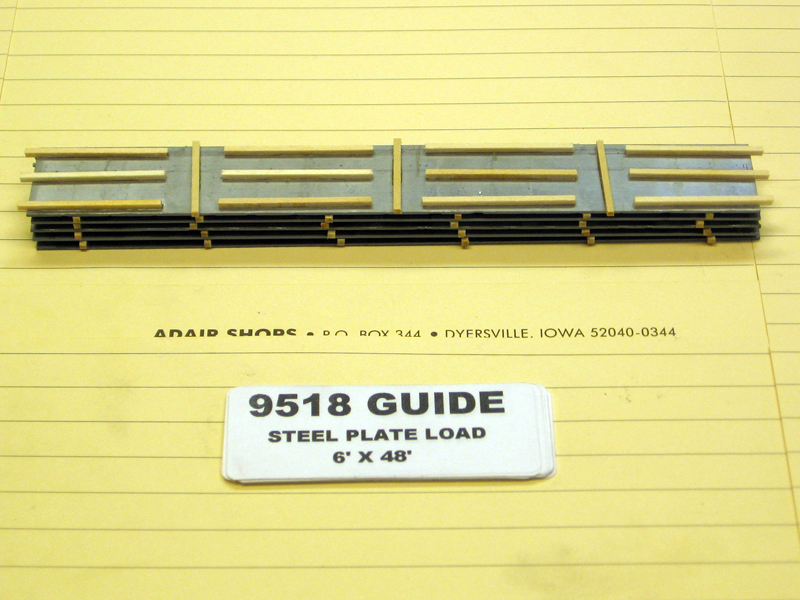 ADAIR SHOPS • P.O. BOX 344 • DYERSVILLE, IOWA 52040-0344
9518 GUIDE
STEEL PLATE LOAD
6' X 48'